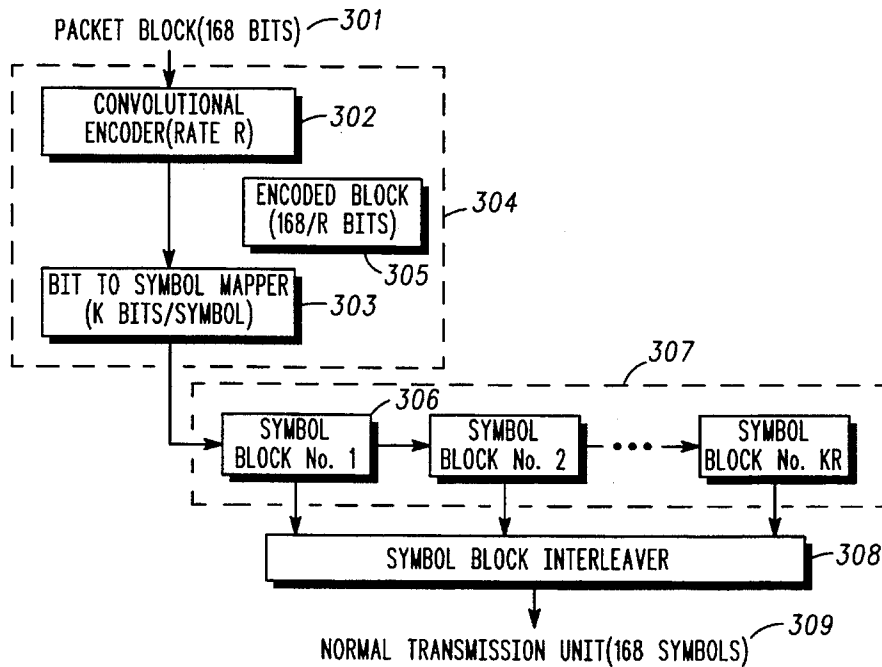 PACKET BLOCK(168 BITS) 301
CONVOLUTIONAL
ENCODER(RATE R)
302
ENCODED BLOCK
(168/R BITS)
304
305
BIT TO SYMBOL MAPPER
(K BITS/SYMBOL)
303
307
306
SYMBOL
BLOCK No. 1
SYMBOL
BLOCK No. 2
SYMBOL
BLOCK No. KR
SYMBOL BLOCK INTERLEAVER
308
NORMAL TRANSMISSION UNIT(168 SYMBOLS) 309